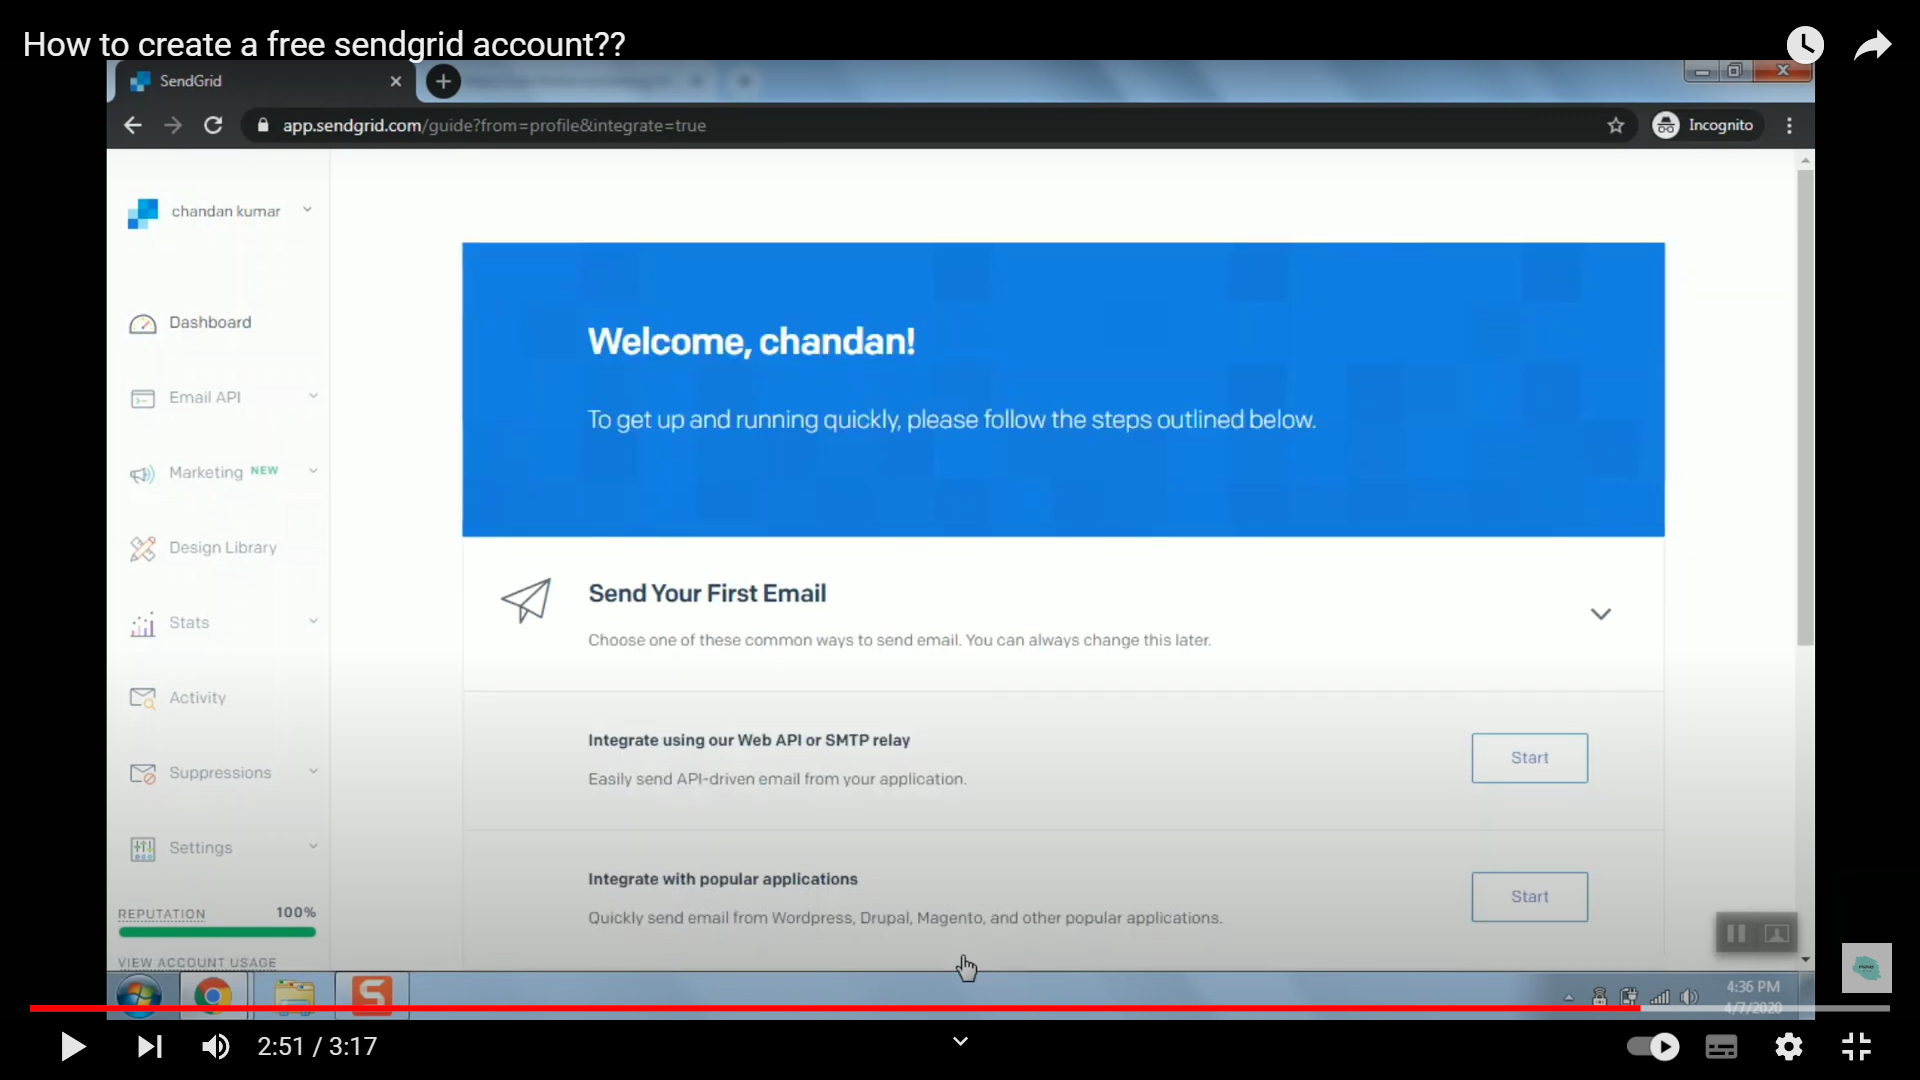 How to create a free sendgrid account??
SendGrid
app.sendgrid.com/guide?from=profile&integrate=true
Incognito
chandan kumar
Dashboard
Email API
Marketing NEW
Design Library
Stats
Activity
Suppressions
Settings
REPUTATION 100%
VIEW ACCOUNT USAGE
Welcome, chandan!
To get up and running quickly, please follow the steps outlined below.
Send Your First Email
Choose one of these common ways to send email. You can always change this later.
Integrate using our Web API or SMTP relay
Easily send API-driven email from your application.
Start
Integrate with popular applications
Quickly send email from Wordpress, Drupal, Magento, and other popular applications.
Start
S
4:36 PM
4/7/2020
2:51 / 3:17